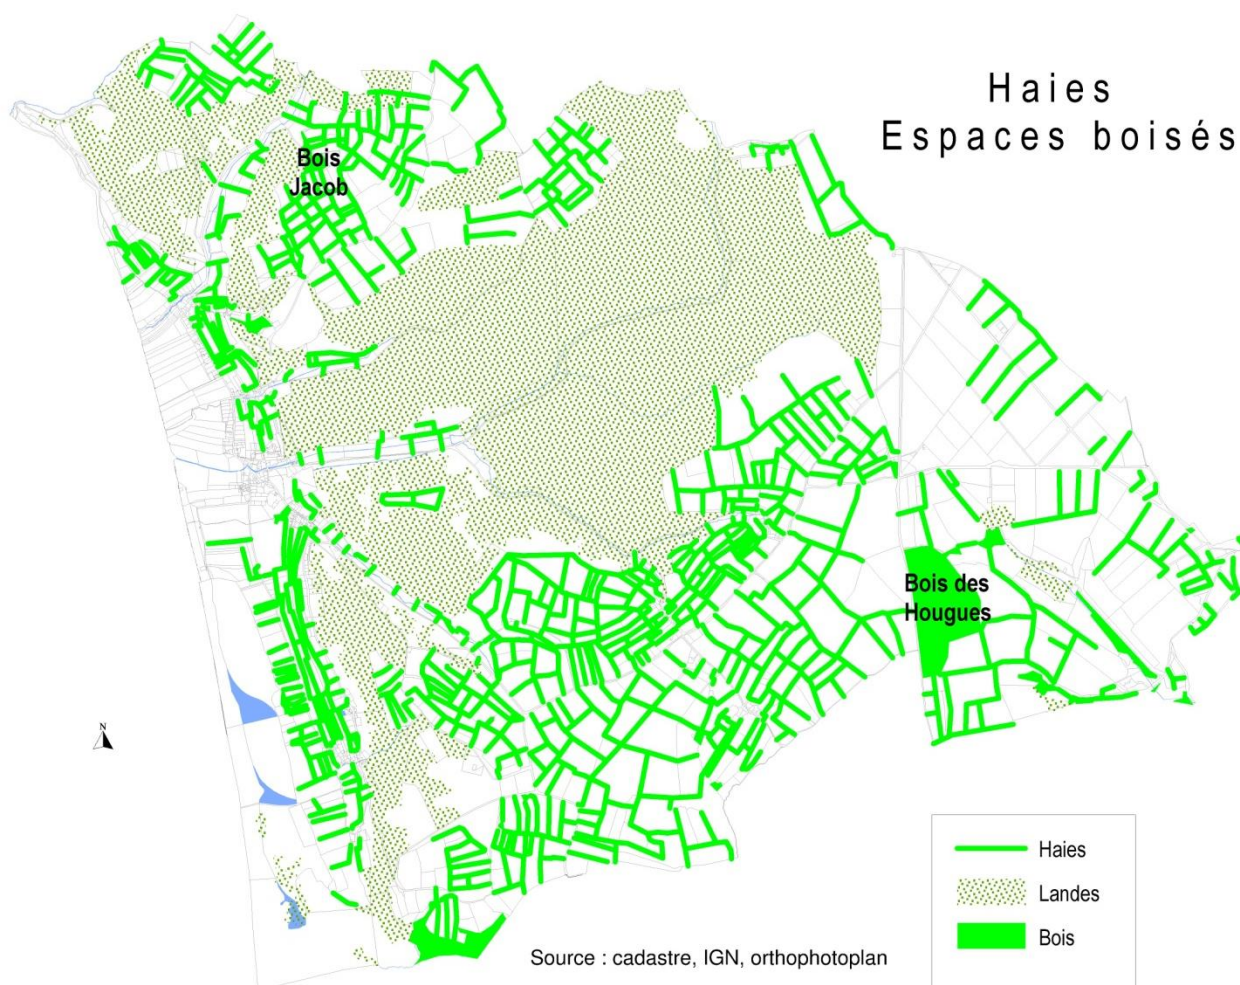 Haies
Espaces boisés
Bois
Jacob
Bois des
Hougues
N
Haies
Landes
Bois
Source : cadastre, IGN, orthophotoplan